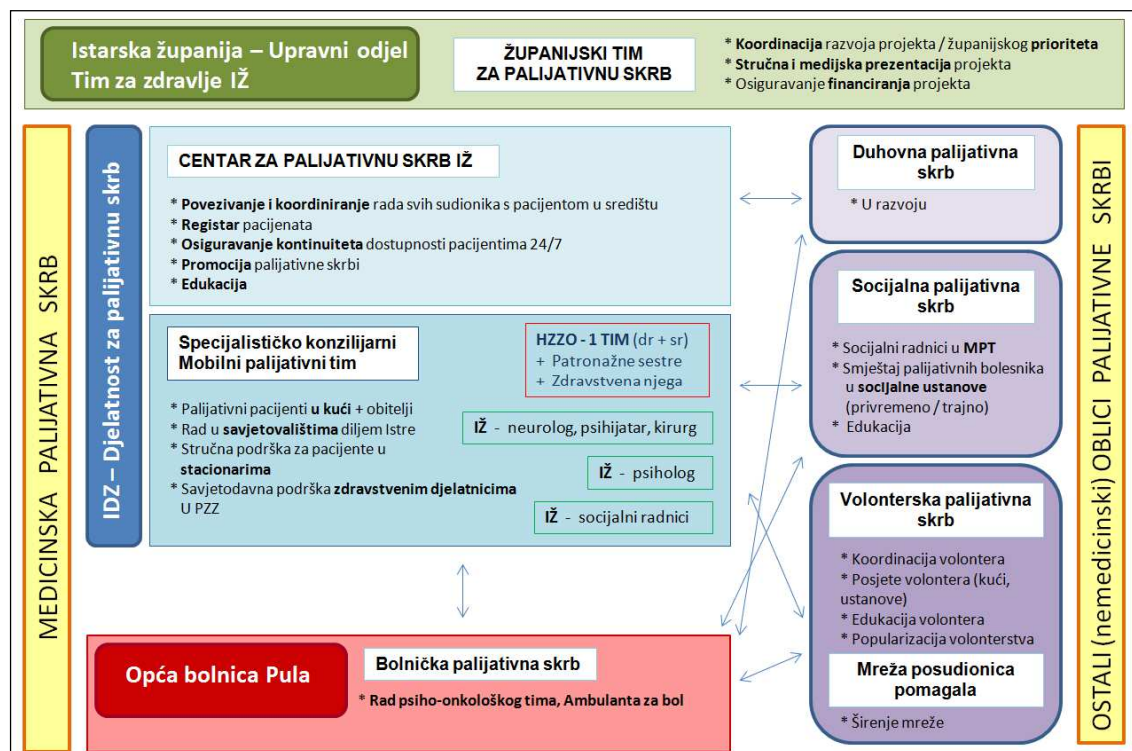 Istarska županija – Upravni odjel
Tim za zdravlje IŽ
ŽUPANIJSKI TIM
ZA PALIJATIVNU SKRB
* Koordinacija razvoja projekta / županijskog prioriteta
* Stručna i medijska prezentacija projekta
* Osiguravanje financiranja projekta
MEDICINSKA PALIJATIVNA SKRB
IDZ – Djelatnost za palijativnu skrb
CENTAR ZA PALIJATIVNU SKRB IŽ
* Povezivanje i koordiniranje rada svih sudionika s pacijentom u središtu
* Registar pacijenata
* Osiguravanje kontinuiteta dostupnosti pacijentima 24/7
* Promocija palijativne skrbi
* Edukacija
Specijalističko konzilijarni
Mobilni palijativni tim
* Palijativni pacijenti u kući + obitelji
* Rad u savjetovalištima diljem Istre
* Stručna podrška za pacijente u
stacionarima
* Savjetodavna podrška zdravstvenim djelatnicima
U PZZ
HZZO - 1 TIM (dr + sr)
+ Patronažne sestre
+ Zdravstvena njega
IŽ - neurolog, psihijatar, kirurg
IŽ - psiholog
IŽ - socijalni radnici
Opća bolnica Pula
Bolnička palijativna skrb
* Rad psiho-onkološkog tima, Ambulanta za bol
Duhovna palijativna
skrb
* U razvoju
Socijalna palijativna
skrb
* Socijalni radnici u MPT
* Smještaj palijativnih bolesnika
u socijalne ustanove
(privremeno / trajno)
* Edukacija
Volonterska palijativna
skrb
* Koordinacija volontera
* Posjete volontera (kući,
ustanove)
* Edukacija volontera
* Popularizacija volonterstva
Mreža posudionica
pomagala
* Širenje mreže
OSTALI (nemedicinski) OBLICI PALIJATIVNE SKRBI